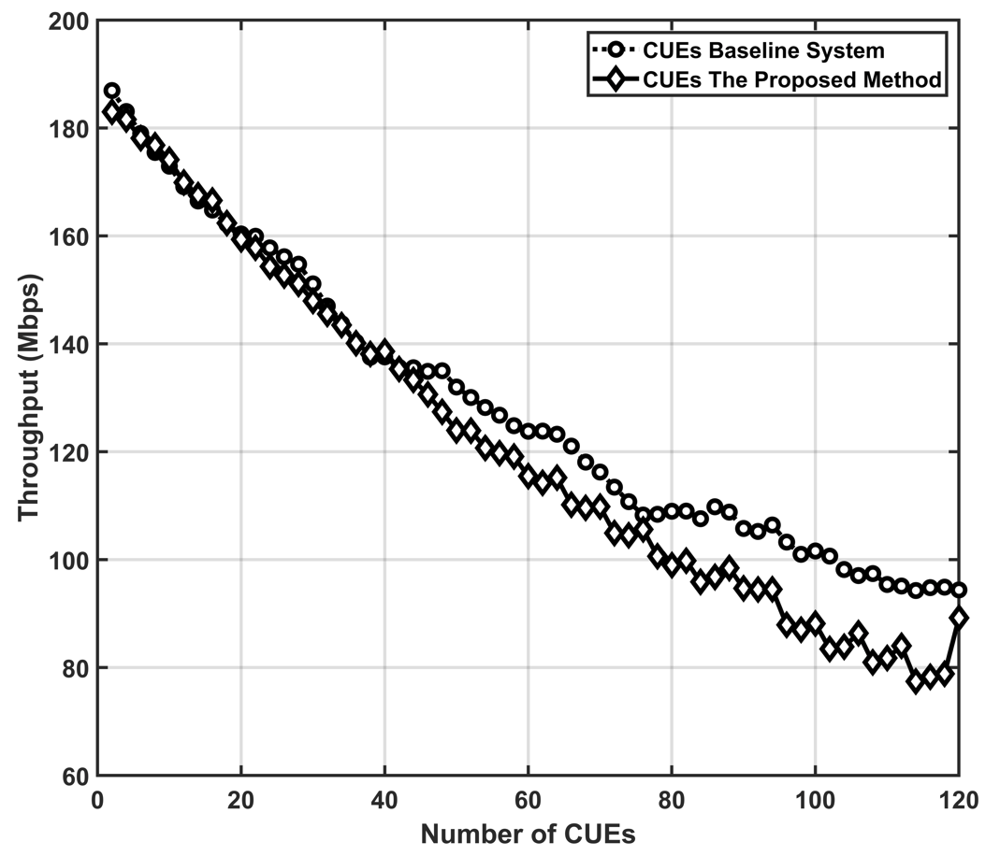 200
180
160
140
120
100
80
60
0 20 40 60 80 100 120
Throughput (Mbps)
Number of CUEs
CUEs Baseline System
CUEs The Proposed Method